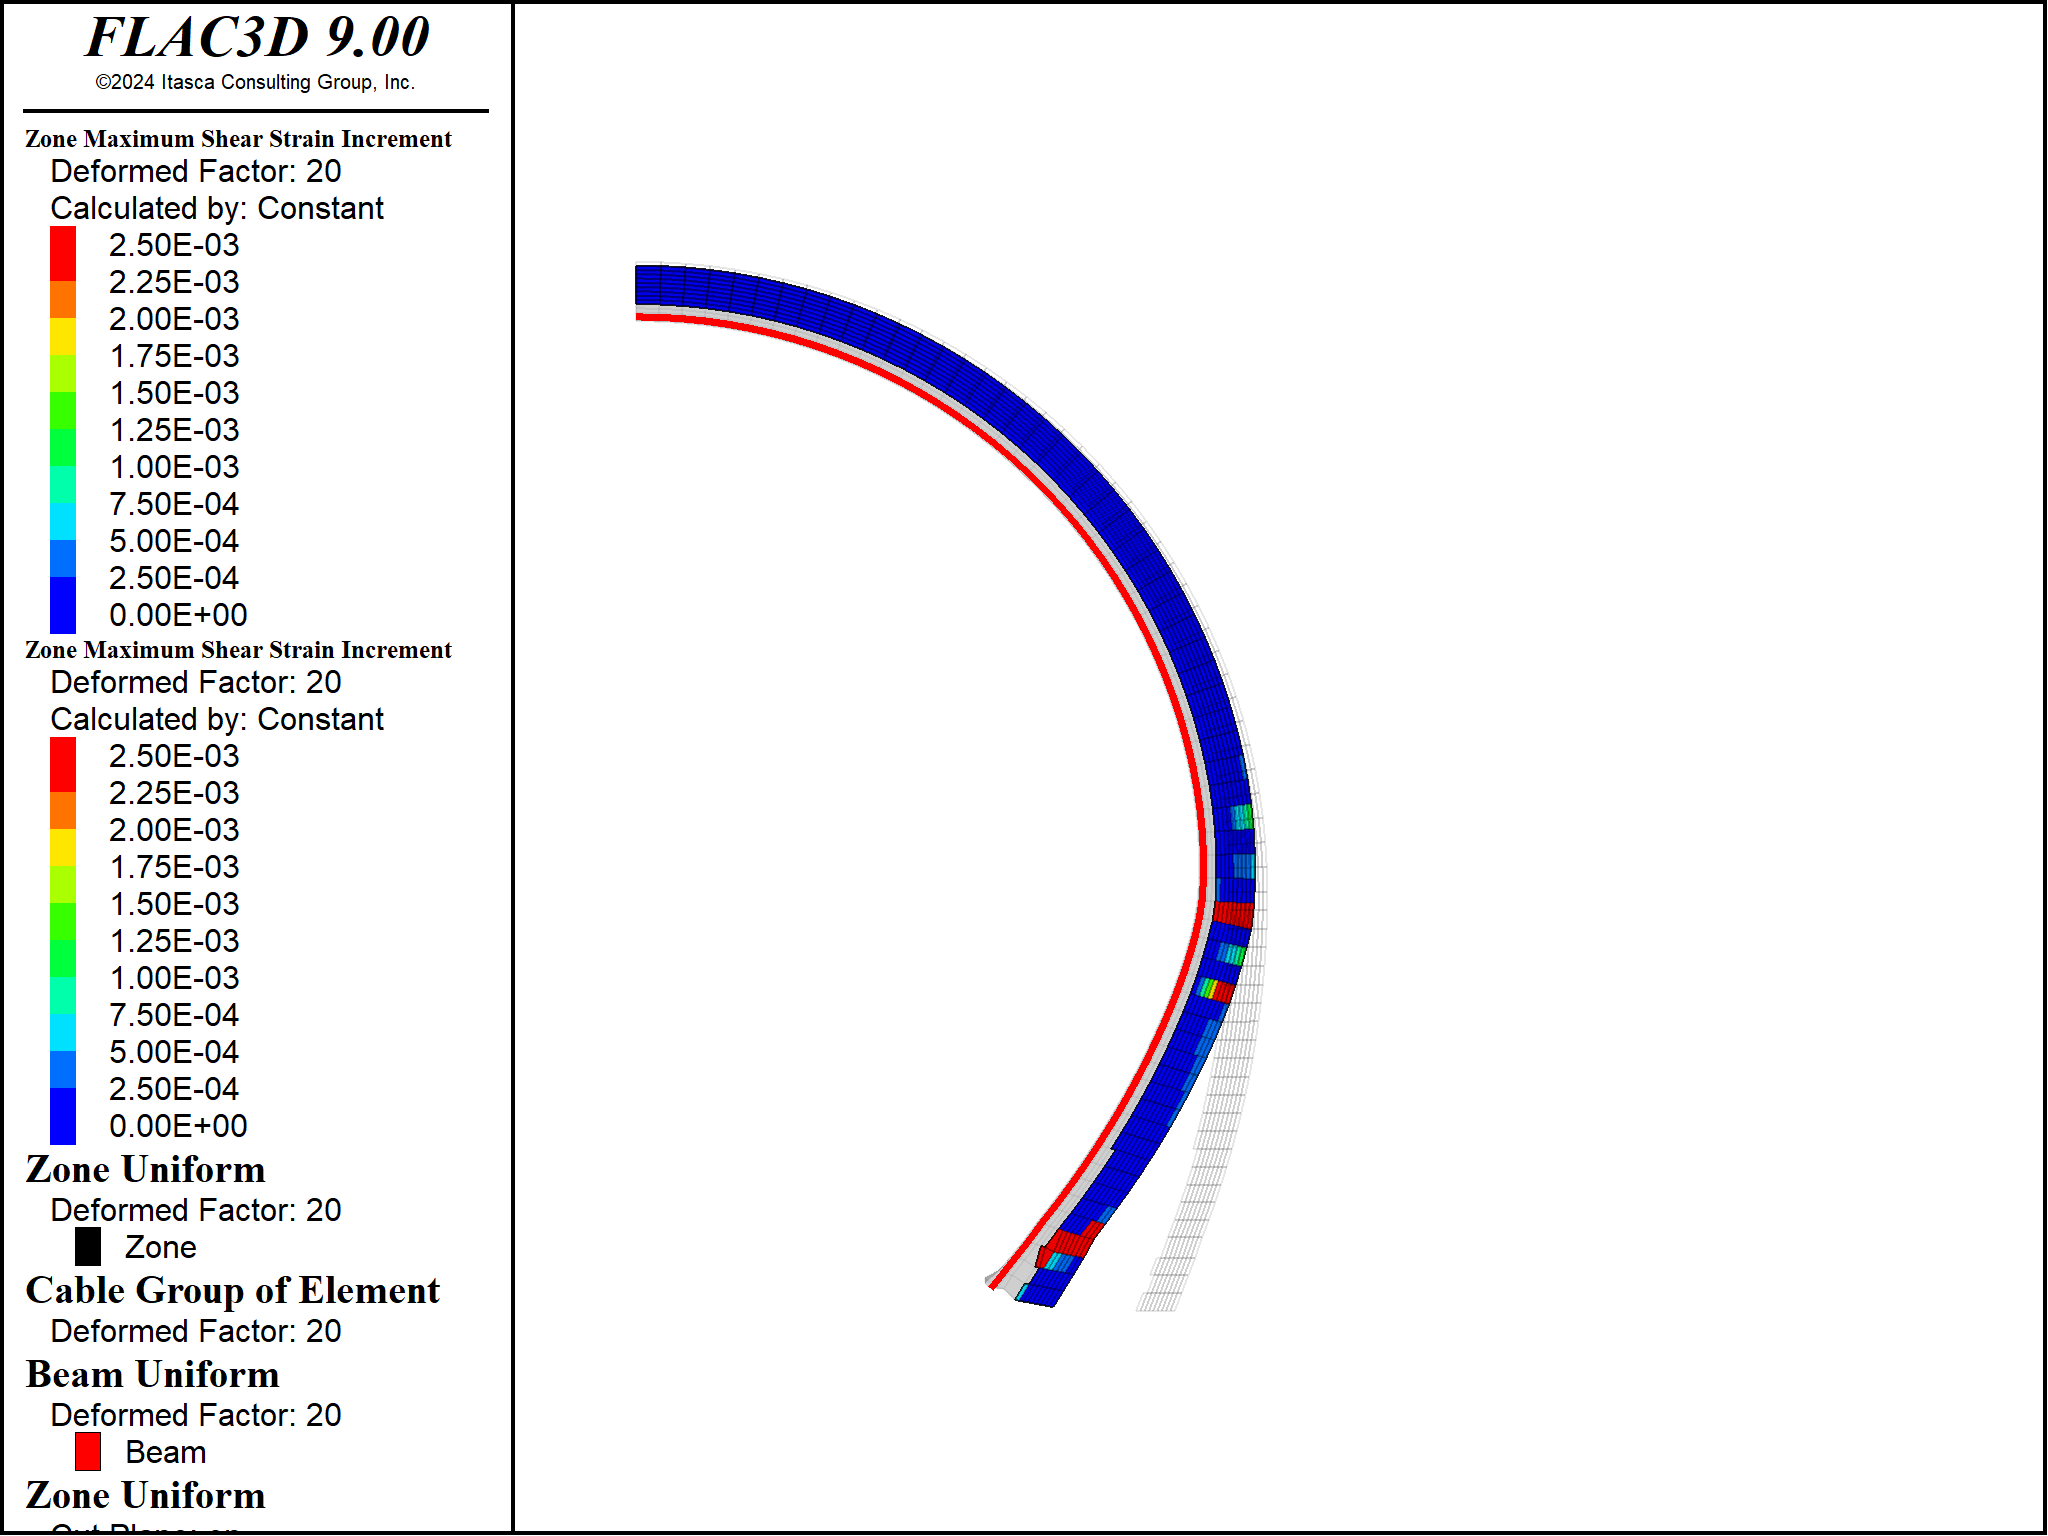 FLAC3D 9.00
©2024 Itasca Consulting Group, Inc.
Zone Maximum Shear Strain Increment
Deformed Factor: 20
Calculated by: Constant
2.50E-03
2.25E-03
2.00E-03
1.75E-03
1.50E-03
1.25E-03
1.00E-03
7.50E-04
5.00E-04
2.50E-04
0.00E+00
Zone Maximum Shear Strain Increment
Deformed Factor: 20
Calculated by: Constant
2.50E-03
2.25E-03
2.00E-03
1.75E-03
1.50E-03
1.25E-03
1.00E-03
7.50E-04
5.00E-04
2.50E-04
0.00E+00
Zone Uniform
Deformed Factor: 20
Zone
Cable Group of Element
Deformed Factor: 20
Beam Uniform
Deformed Factor: 20
Beam
Zone Uniform